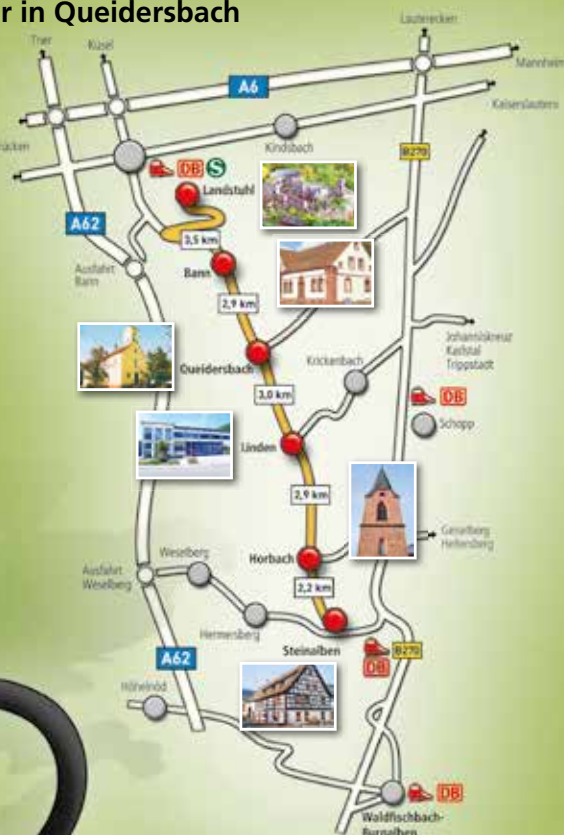 r in Queidersbach
Lauterecken
Trier
Kusel
Mannheim
A6
Kaiserslautern
Kindsbach
B270
DB
S
Landstuhl
A62
3,5 km
Ausfahrt
Bann
Bann
2,9 km
Johanniskreuz
Karlstal
Trippstadt
Queidersbach
Krickenbach
3,0 km
DB
Schopp
Linden
2,9 km
Geiselberg
Heltersberg
Horbach
Weselberg
Ausfahrt
Weselberg
2,2 km
Hermersberg
Steinalben
B270
DB
A62
Höheinöd
DB
Waldfischbach-
Burgalben